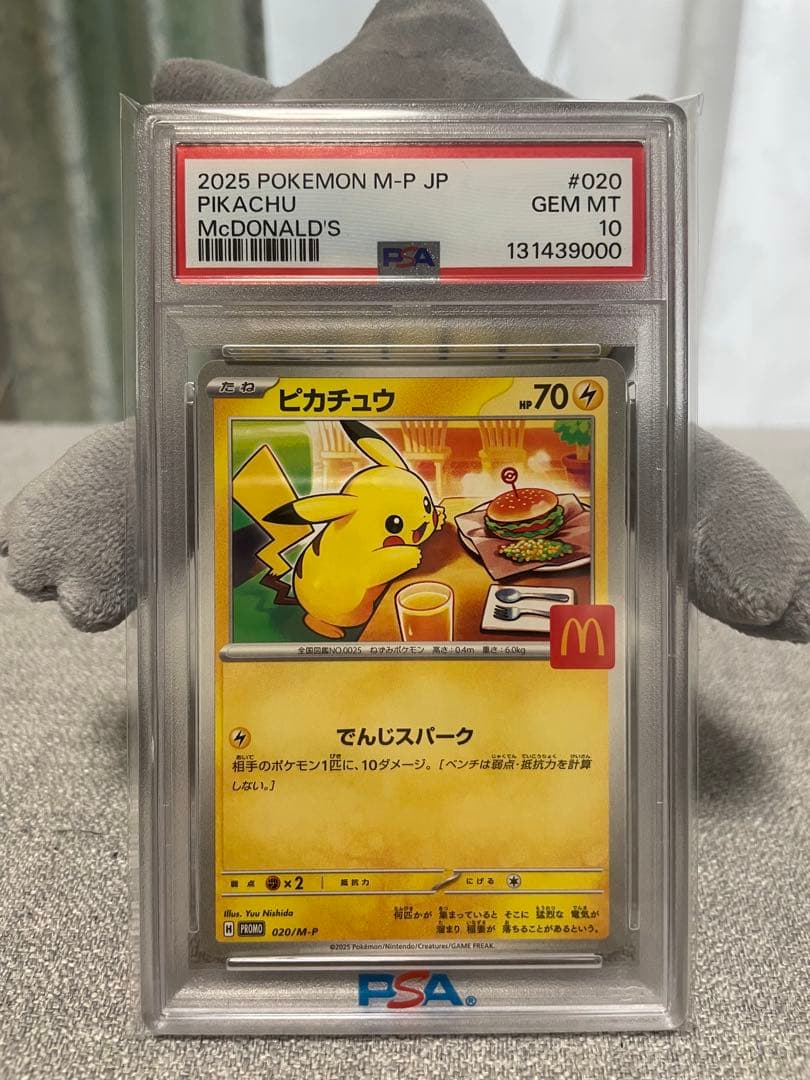 2025 POKEMON M-P JP #020
PIKACHU GEM MT
McDONALD'S 10
131439000
PSA
たね ピカチュウ HP70
全国図鑑NO.0025 ねずみポケモン 高さ:0.4m 重さ:6.0kg
でんじスパーク
相手のポケモン1匹に、10ダメージ。[ベンチは弱点・抵抗力を計算
しない。]
弱点 ×2 抵抗力 にげる
Illus. Yuu Nishida
何匹かが 集まっていると そこに 猛烈な 電気が
溜まり 稲妻が 落ちることがあるという。
H PROMO 020/M-P
©2025 Pokémon/Nintendo/Creatures/GAME FREAK.
PSA®